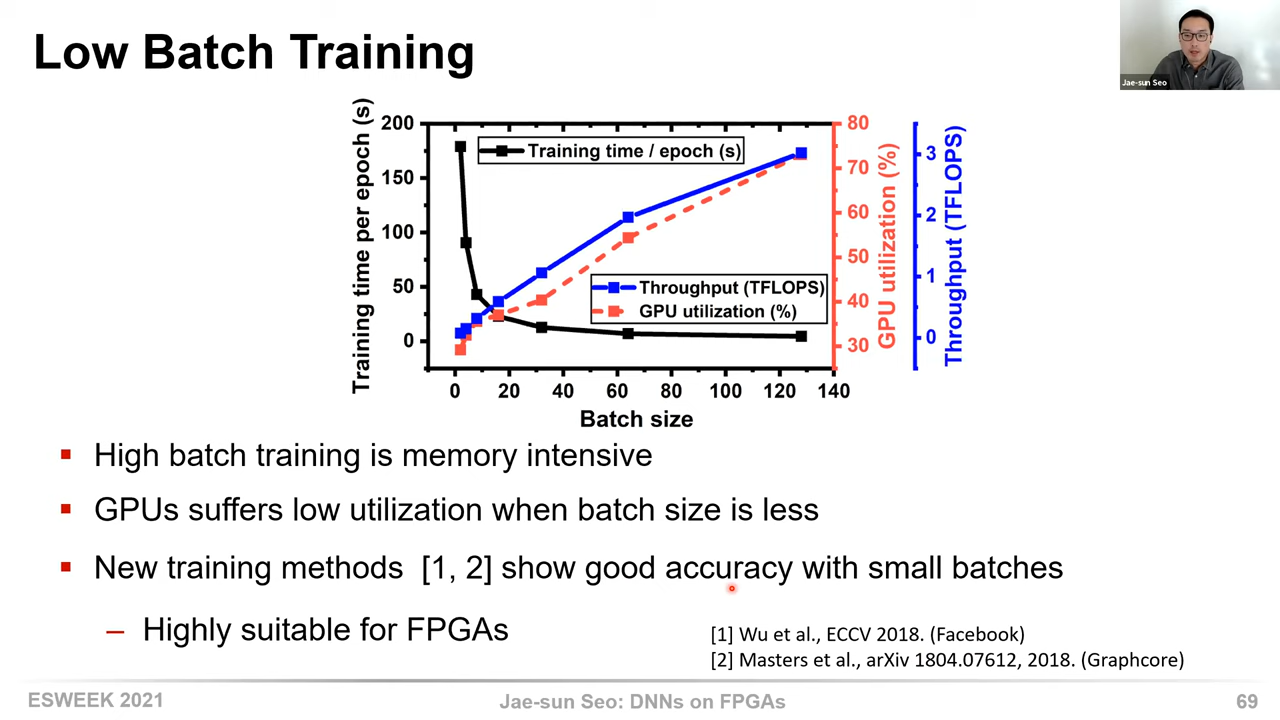 Low Batch Training
Jae-sun Seo
Training time per epoch (s)
200
150
100
50
0
Training time / epoch (s)
Throughput (TFLOPS)
GPU utilization (%)
0 20 40 60 80 100 120 140
Batch size
80
70
60
50
40
30
GPU utilization (%)
3
2
1
0
Throughput (TFLOPS)
▪ High batch training is memory intensive
▪ GPUs suffers low utilization when batch size is less
▪ New training methods [1, 2] show good accuracy with small batches
– Highly suitable for FPGAs
[1] Wu et al., ECCV 2018. (Facebook)
[2] Masters et al., arXiv 1804.07612, 2018. (Graphcore)
ESWEEK 2021
Jae-sun Seo: DNNs on FPGAs
69